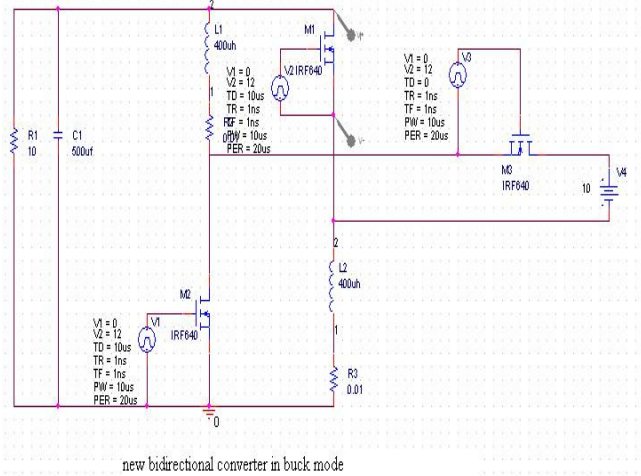 2
L1
400uh
1
R2
0.01
M1
IRF640
V2
V1 = 0
V2 = 12
TD = 10us
TR = 1ns
TF = 1ns
PW = 10us
PER = 20us
V+
V-
V1 = 0
V2 = 12
TD = 0
TR = 1ns
TF = 1ns
PW = 10us
PER = 20us
V3
M3
IRF640
V4
10
R1
10
C1
500uf
2
L2
400uh
1
R3
0.01
M2
IRF640
V1
V1 = 0
V2 = 12
TD = 10us
TR = 1ns
TF = 1ns
PW = 10us
PER = 20us
0
new bidirectional converter in buck mode